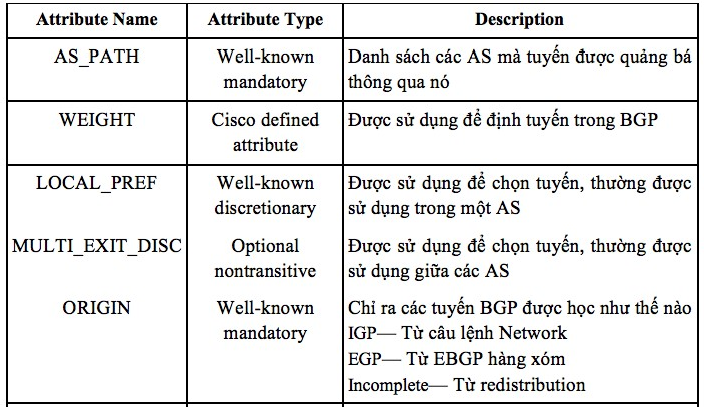 Attribute Name Attribute Type Description
AS_PATH Well-known mandatory Danh sách các AS mà tuyến được quảng bá
thông qua nó
WEIGHT Cisco defined attribute Được sử dụng để định tuyến trong BGP
LOCAL_PREF Well-known discretionary Được sử dụng để chọn tuyến, thường được
sử dụng trong một AS
MULTI_EXIT_DISC Optional nontransitive Được sử dụng để chọn tuyến, thường được
sử dụng giữa các AS
ORIGIN Well-known mandatory Chỉ ra các tuyến BGP được học như thế nào
IGP— Từ câu lệnh Network
EGP— Từ EBGP hàng xóm
Incomplete— Từ redistribution